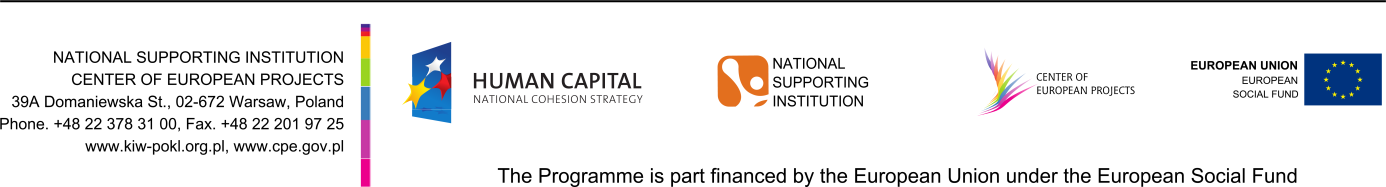 NATIONAL SUPPORTING INSTITUTION
CENTER OF EUROPEAN PROJECTS
39A Domaniewska St., 02-672 Warsaw, Poland
Phone. +48 22 378 31 00, Fax. +48 22 201 97 25
www.kiw-pokl.org.pl, www.cpe.gov.pl
HUMAN CAPITAL
NATIONAL COHESION STRATEGY
NATIONAL
SUPPORTING
INSTITUTION
CENTER OF
EUROPEAN PROJECTS
EUROPEAN UNION
EUROPEAN
SOCIAL FUND
The Programme is part financed by the European Union under the European Social Fund